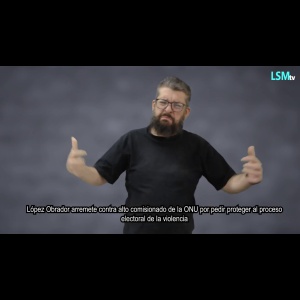 LSMtv
López Obrador arremete contra alto comisionado de la ONU por pedir proteger al proceso
electoral de la violencia